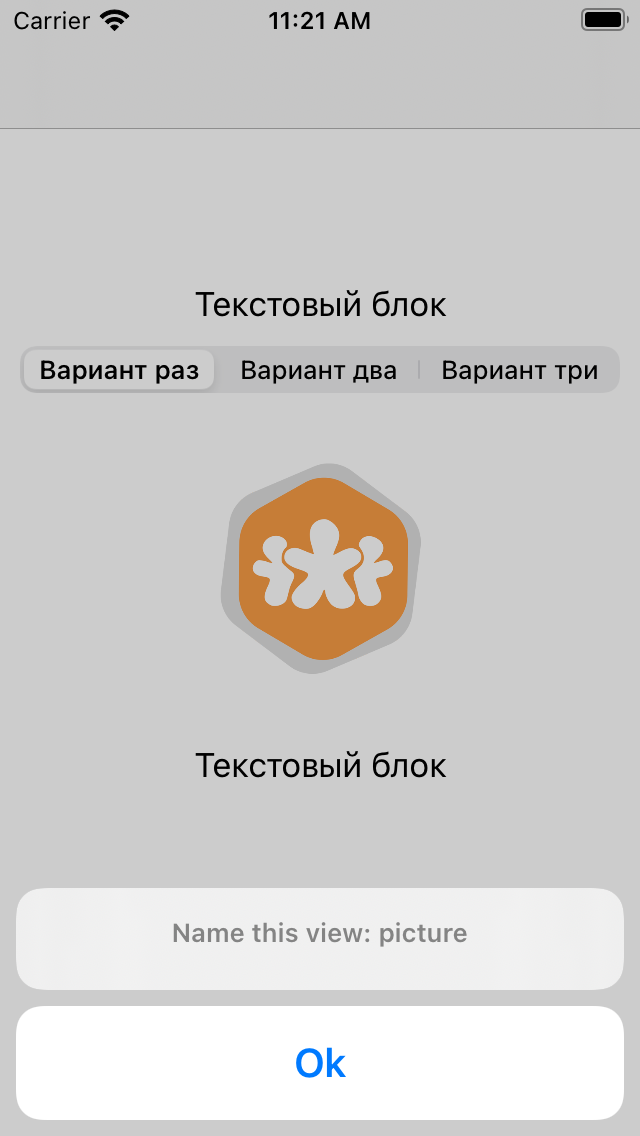 Carrier 11:21 AM
Текстовый блок
Вариант раз Вариант два Вариант три
Текстовый блок
Name this view: picture
Ok